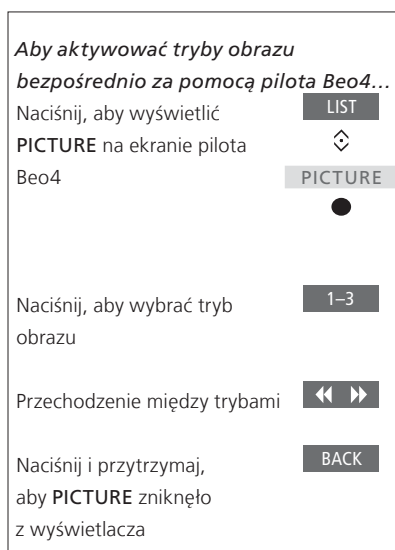 Aby aktywować tryby obrazu
bezpośrednio za pomocą pilota Beo4…
Naciśnij, aby wyświetlić
PICTURE na ekranie pilota
Beo4
LIST
PICTURE
Naciśnij, aby wybrać tryb
obrazu
1–3
Przechodzenie między trybami
Naciśnij i przytrzymaj,
aby PICTURE zniknęło
z wyświetlacza
BACK